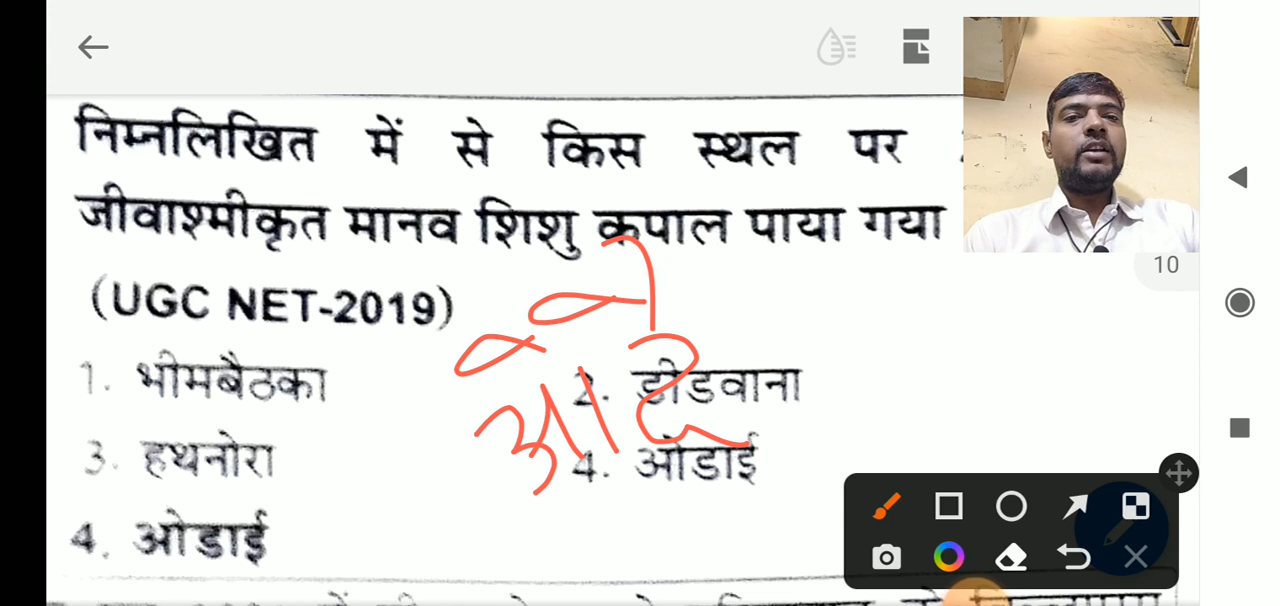 निम्नलिखित में से किस स्थल पर
जीवाश्मीकृत मानव शिशु कपाल पाया गया
10
(UGC NET-2019)
1. भीमबैठका
2. डीडवाना
3. हथनोरा
4. ओडाई
4. ओडाई